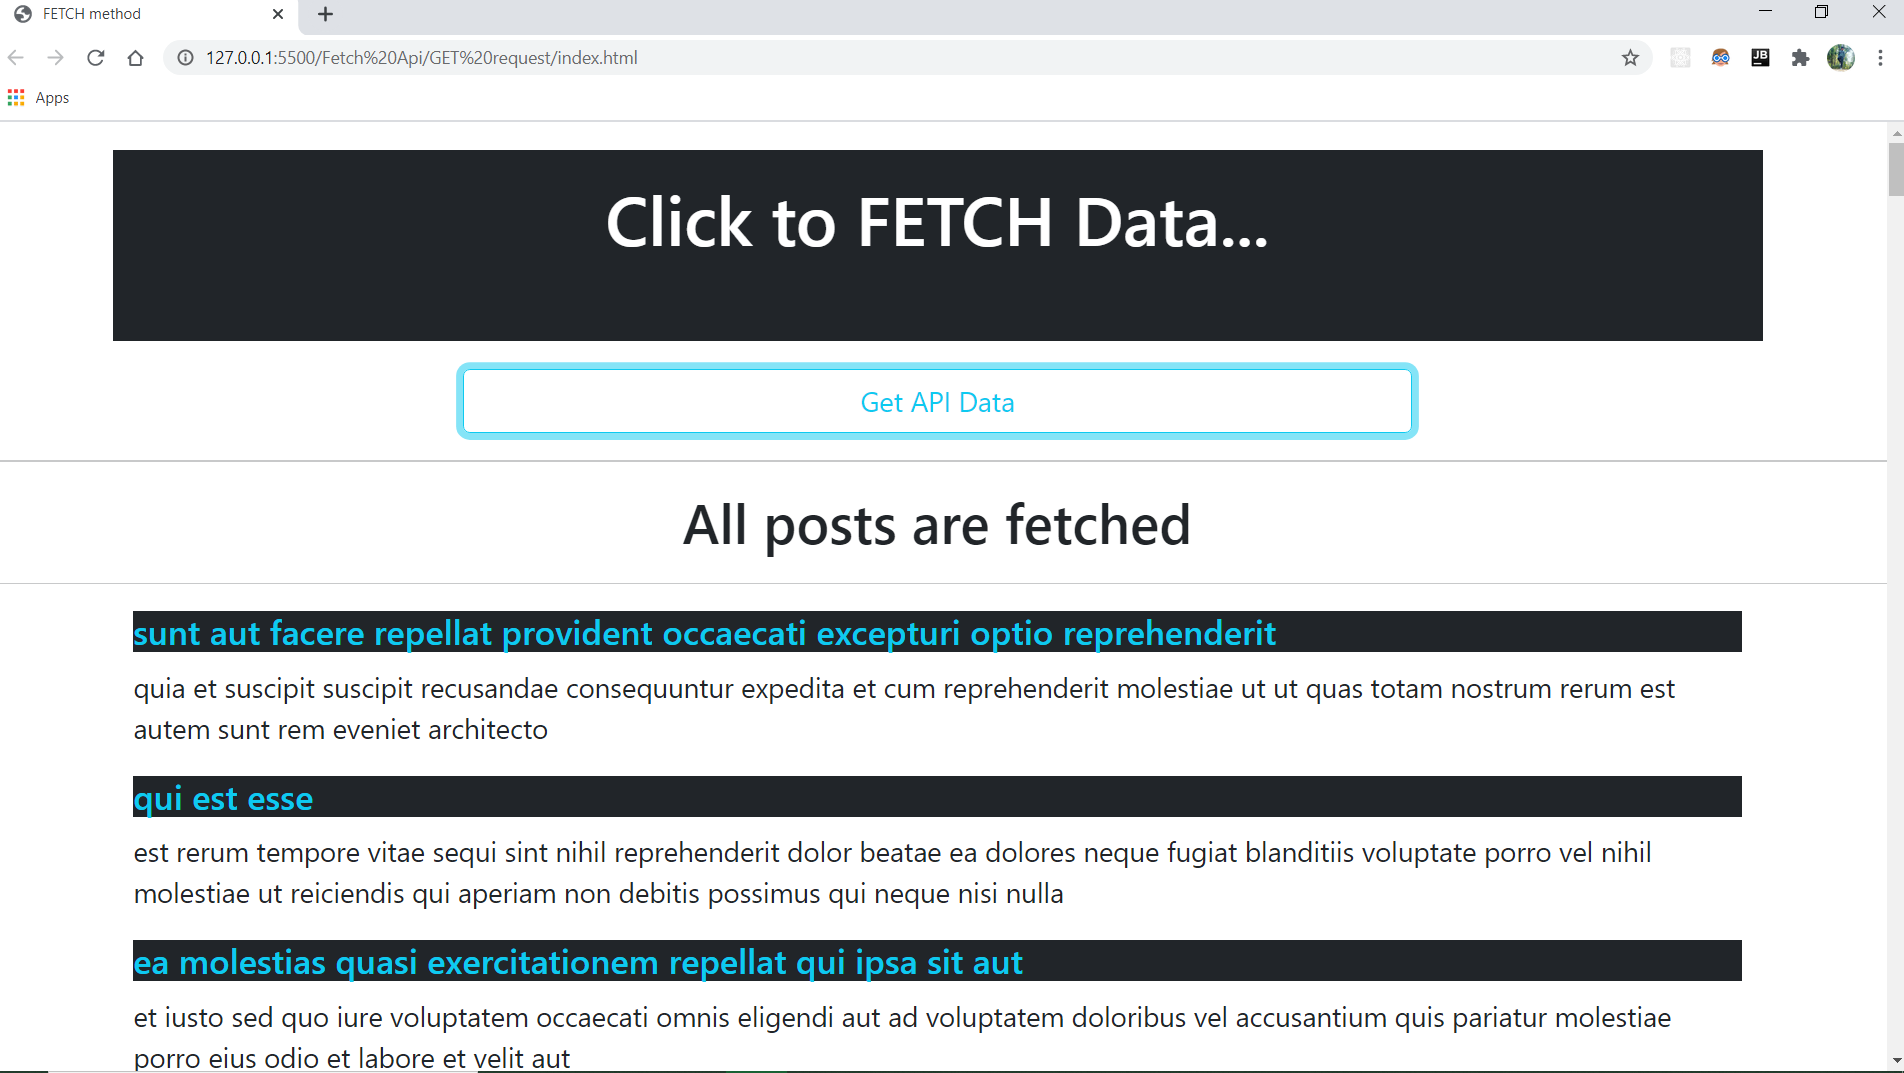 FETCH method
127.0.0.1:5500/Fetch%20Api/GET%20request/index.html
JB
Apps
Click to FETCH Data...
Get API Data
All posts are fetched
sunt aut facere repellat provident occaecati excepturi optio reprehenderit
quia et suscipit suscipit recusandae consequuntur expedita et cum reprehenderit molestiae ut ut quas totam nostrum rerum est
autem sunt rem eveniet architecto
qui est esse
est rerum tempore vitae sequi sint nihil reprehenderit dolor beatae ea dolores neque fugiat blanditiis voluptate porro vel nihil
molestiae ut reiciendis qui aperiam non debitis possimus qui neque nisi nulla
ea molestias quasi exercitationem repellat qui ipsa sit aut
et iusto sed quo iure voluptatem occaecati omnis eligendi aut ad voluptatem doloribus vel accusantium quis pariatur molestiae
porro eius odio et labore et velit aut